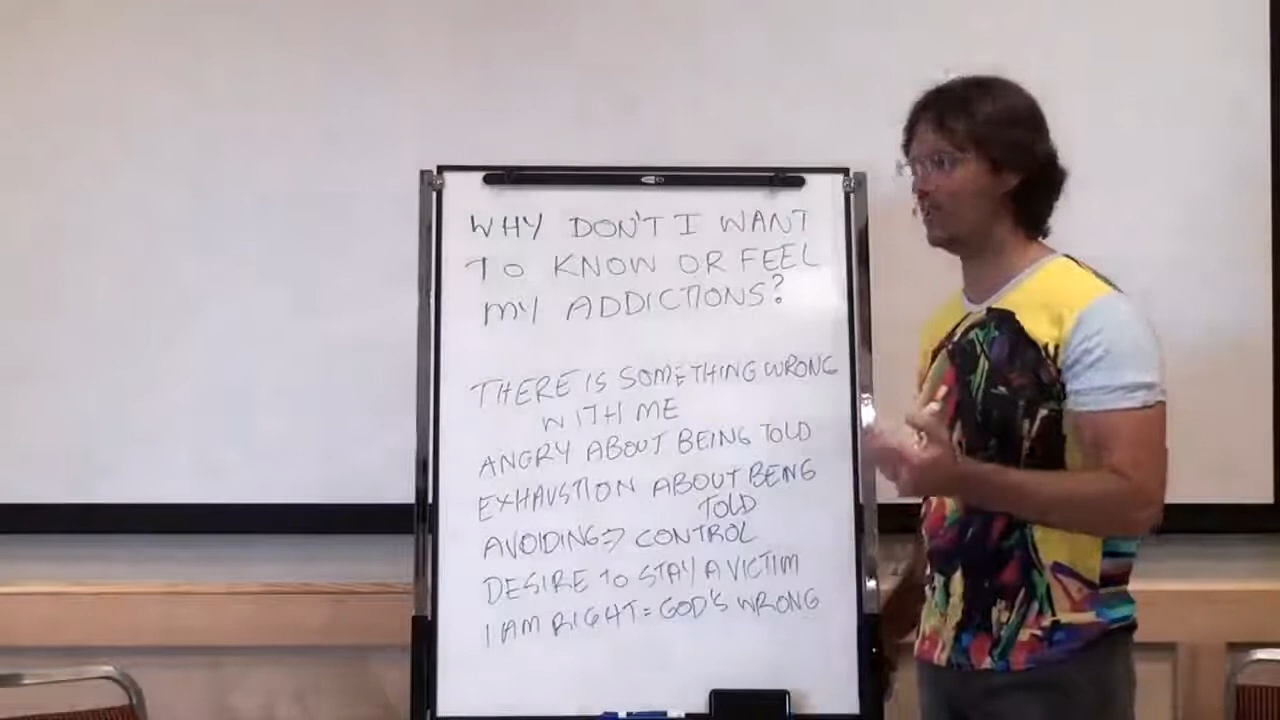 WHY DON'T I WANT
TO KNOW OR FEEL
MY ADDICTIONS?
THERE IS SOMETHING WRONG
WITH ME
ANGRY ABOUT BEING TOLD
EXHAUSTION ABOUT BEING
TOLD
AVOIDING => CONTROL
DESIRE TO STAY A VICTIM
I AM RIGHT = GOD'S WRONG